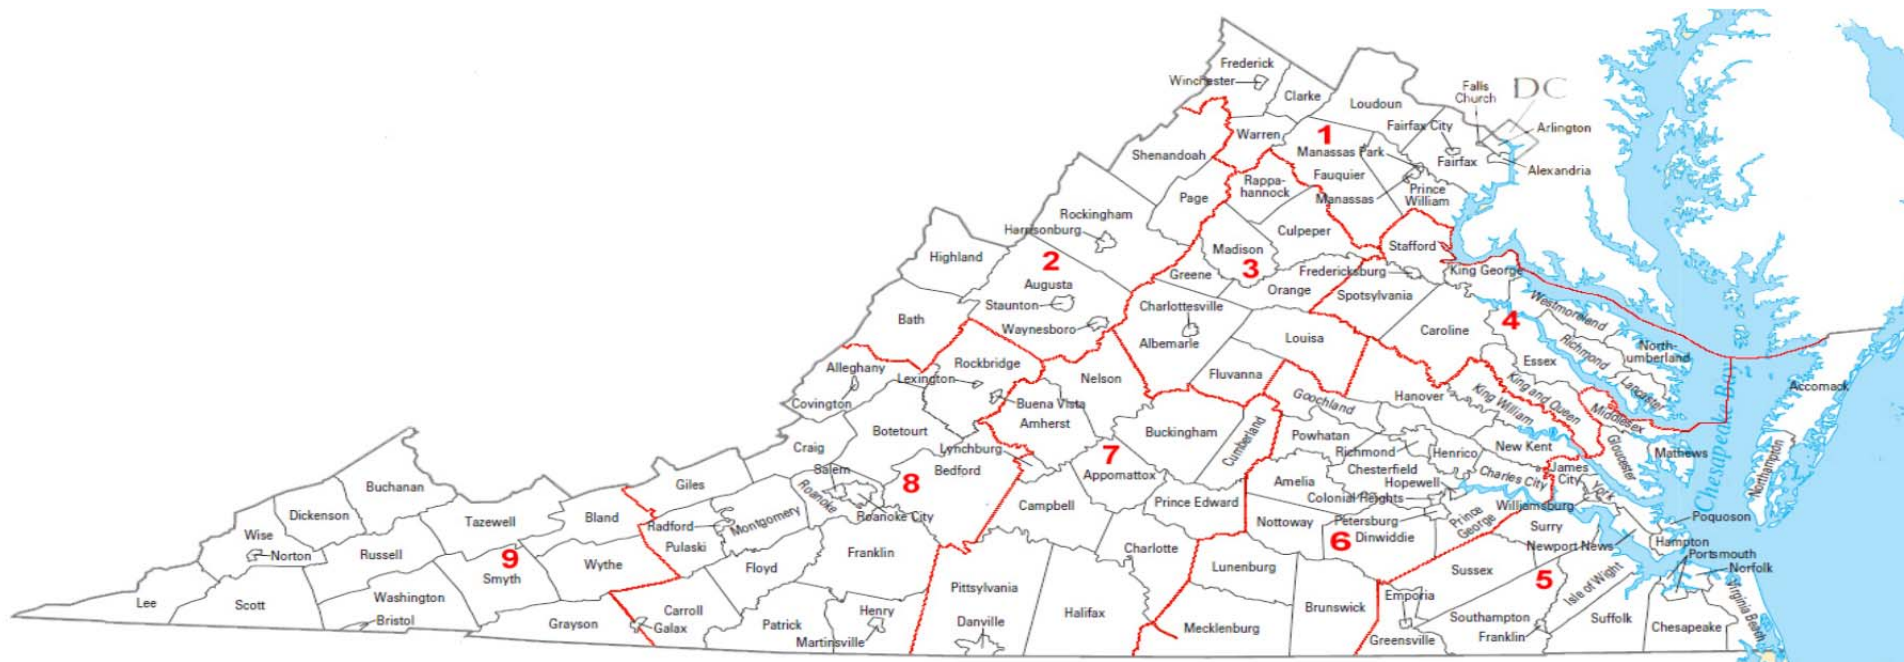 Frederick
Winchester
Clarke
Loudoun
Falls
Church
DC
Fairfax City
Arlington
Warren
1
Manassas Park
Fairfax
Alexandria
Shenandoah
Rappa-
hannock
Fauquier
Manassas
Prince
William
Page
Rockingham
Harrisonburg
Culpeper
Madison
Stafford
Highland
2
3
Greene
Fredericksburg
King George
Augusta
Orange
Staunton
Charlottesville
Spotsylvania
Westmoreland
Bath
Waynesboro
Albemarle
Louisa
Caroline
4
Richmond
North-
umberland
Rockbridge
Essex
Alleghany
Lexington
Nelson
Fluvanna
Lancaster
Chesapeake Bay
Accomack
Covington
Buena Vista
Amherst
Goochland
Hanover
King and Queen
King William
Middlesex
Botetourt
Buckingham
Cumberland
Powhatan
Richmond
Henrico
New Kent
Gloucester
Mathews
Northampton
Craig
Lynchburg
Bedford
7
Appomattox
Chesterfield
Hopewell
Charles City
James
City
York
Salem
Roanoke
8
Roanoke City
Campbell
Prince Edward
Amelia
Colonial Heights
Williamsburg
Poquoson
Giles
Buchanan
Dickenson
Tazewell
Bland
Radford
Montgomery
Pulaski
Nottoway
Petersburg
Prince
George
Surry
Newport News
Hampton
Portsmouth
Norfolk
Wise
Norton
Russell
9
Smyth
Wythe
Floyd
Franklin
Charlotte
6
Dinwiddie
Lunenburg
Sussex
5
Isle of Wight
Virginia Beach
Lee
Scott
Washington
Bristol
Grayson
Carroll
Galax
Patrick
Henry
Martinsville
Pittsylvania
Danville
Halifax
Mecklenburg
Brunswick
Emporia
Greensville
Southampton
Franklin
Suffolk
Chesapeake